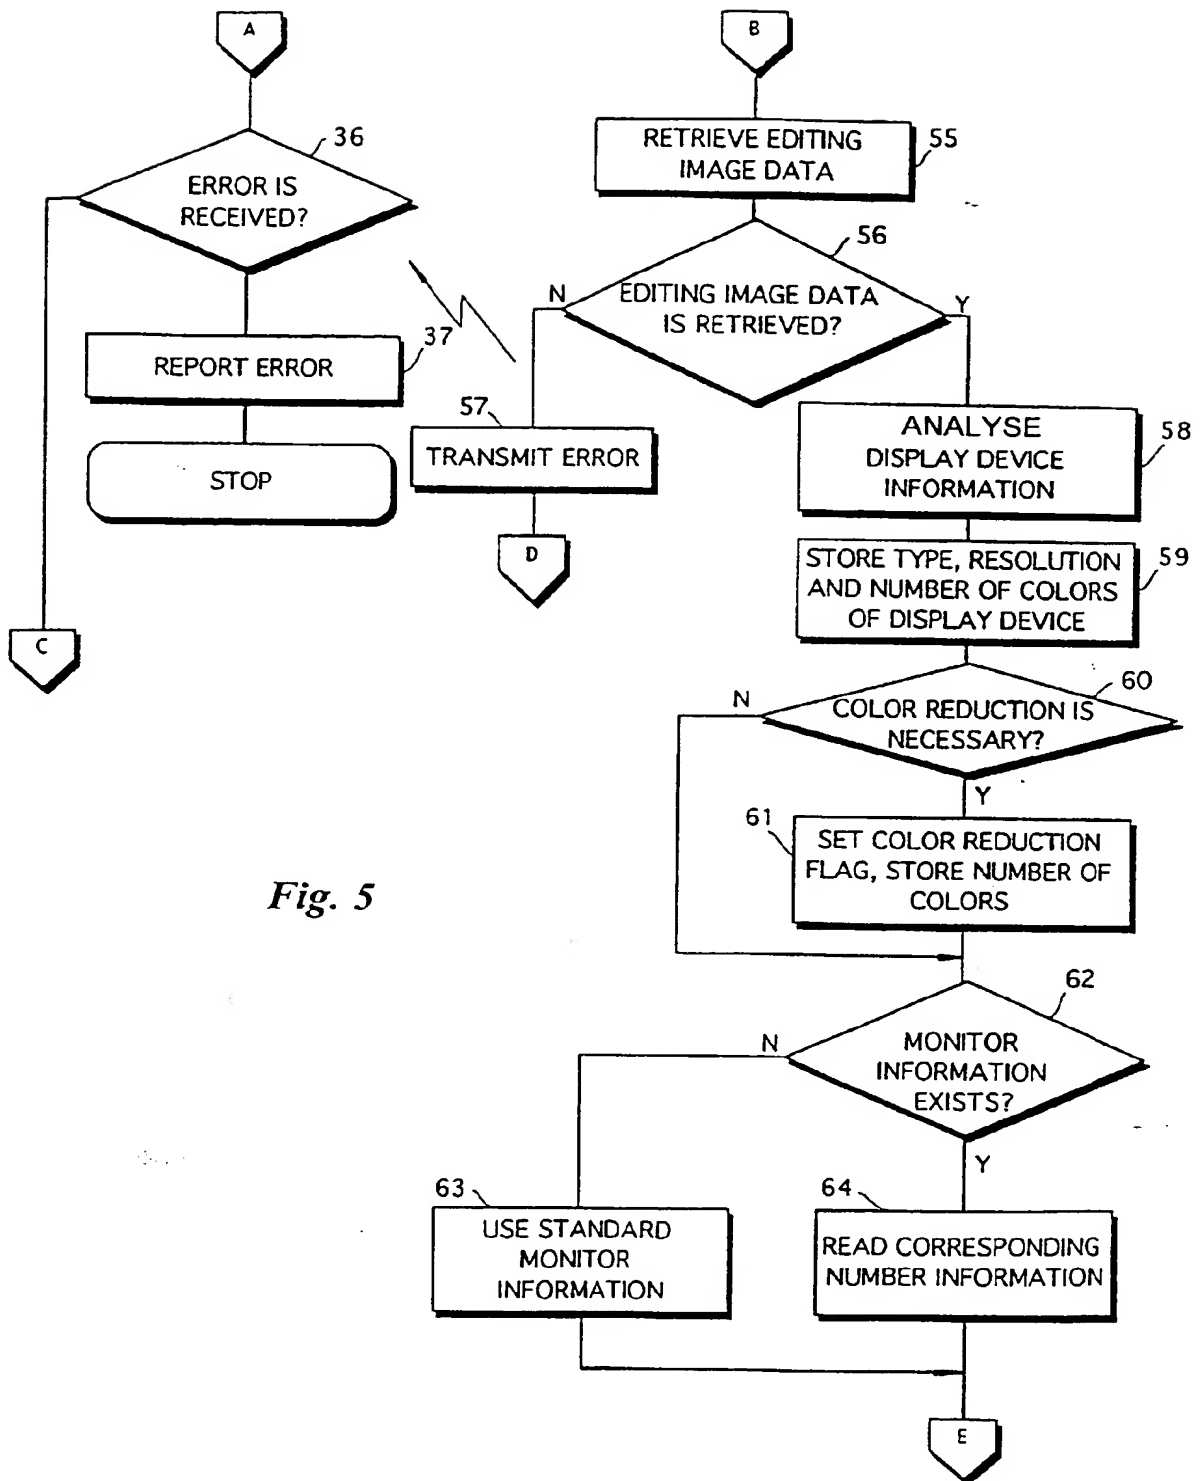 A
36
ERROR IS
RECEIVED?
37
REPORT ERROR
STOP
C
B
RETRIEVE EDITING
IMAGE DATA
55
56
EDITING IMAGE DATA
IS RETRIEVED?
N
Y
57
TRANSMIT ERROR
D
ANALYSE
DISPLAY DEVICE
INFORMATION
58
STORE TYPE, RESOLUTION
AND NUMBER OF COLORS
OF DISPLAY DEVICE
59
60
N
COLOR REDUCTION IS
NECESSARY?
Y
61
SET COLOR REDUCTION
FLAG, STORE NUMBER OF
COLORS
Fig. 5
62
N
MONITOR
INFORMATION
EXISTS?
Y
63
USE STANDARD
MONITOR
INFORMATION
64
READ CORRESPONDING
NUMBER INFORMATION
E